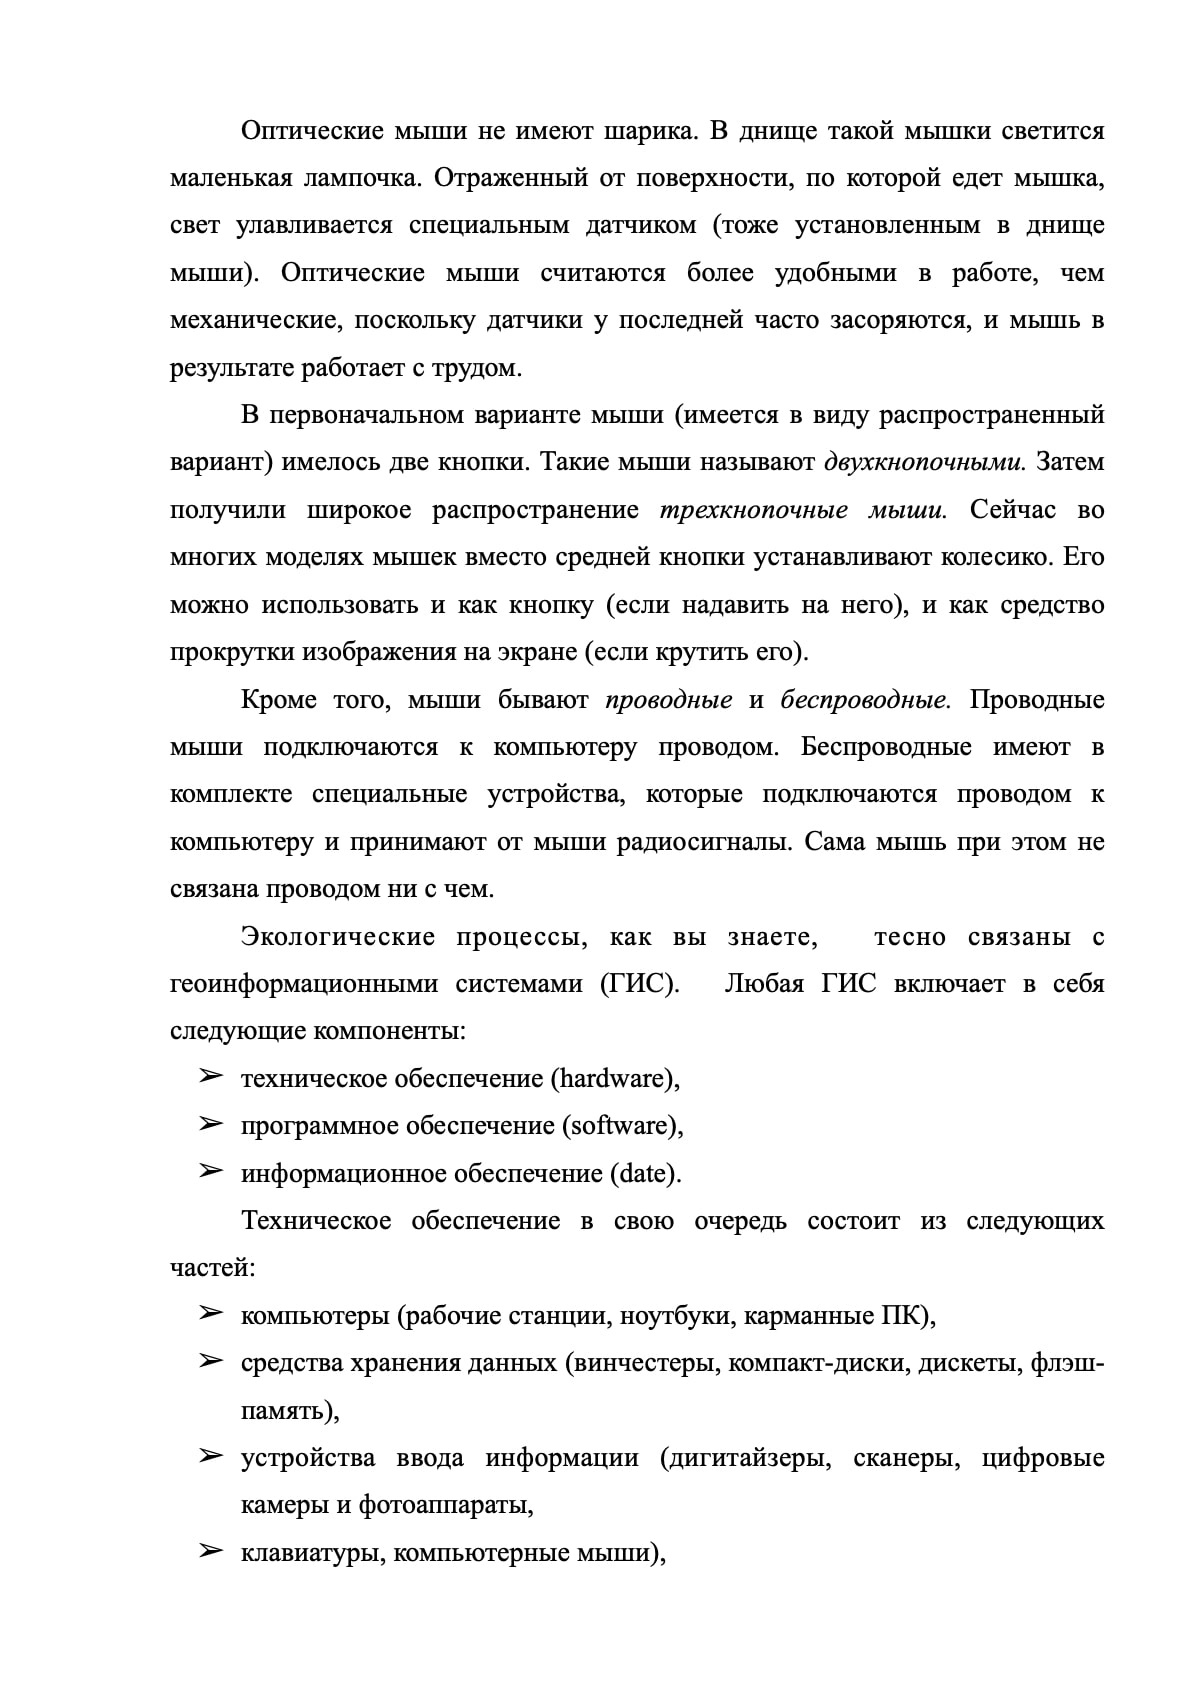 Оптические мыши не имеют шарика. В днище такой мышки светится
маленькая лампочка. Отраженный от поверхности, по которой едет мышка,
свет улавливается специальным датчиком (тоже установленным в днище
мыши). Оптические мыши считаются более удобными в работе, чем
механические, поскольку датчики у последней часто засоряются, и мышь в
результате работает с трудом.
В первоначальном варианте мыши (имеется в виду распространенный
вариант) имелось две кнопки. Такие мыши называют двухкнопочными. Затем
получили широкое распространение трехкнопочные мыши. Сейчас во
многих моделях мышек вместо средней кнопки устанавливают колесико. Его
можно использовать и как кнопку (если надавить на него), и как средство
прокрутки изображения на экране (если крутить его).
Кроме того, мыши бывают проводные и беспроводные. Проводные
мыши подключаются к компьютеру проводом. Беспроводные имеют в
комплекте специальные устройства, которые подключаются проводом к
компьютеру и принимают от мыши радиосигналы. Сама мышь при этом не
связана проводом ни с чем.
Экологические процессы, как вы знаете, тесно связаны с
геоинформационными системами (ГИС). Любая ГИС включает в себя
следующие компоненты:
➢ техническое обеспечение (hardware),
➢ программное обеспечение (software),
➢ информационное обеспечение (date).
Техническое обеспечение в свою очередь состоит из следующих
частей:
➢ компьютеры (рабочие станции, ноутбуки, карманные ПК),
➢ средства хранения данных (винчестеры, компакт-диски, дискеты, флэш-
память),
➢ устройства ввода информации (дигитайзеры, сканеры, цифровые
камеры и фотоаппараты,
➢ клавиатуры, компьютерные мыши),